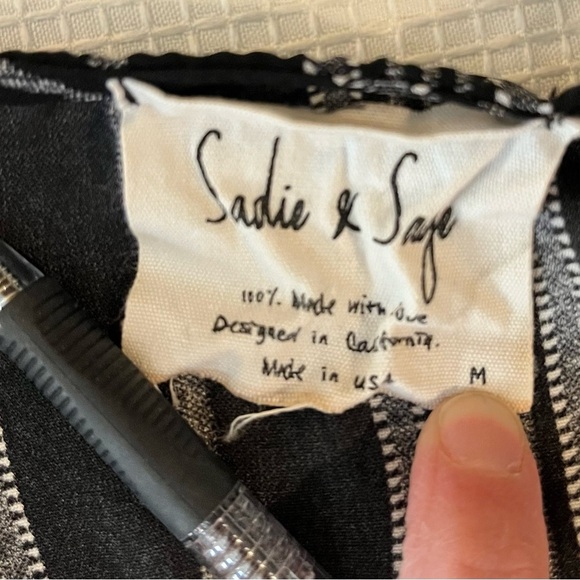 Sadie & Sage
100% Made with Love
Designed in California.
Made in USA M